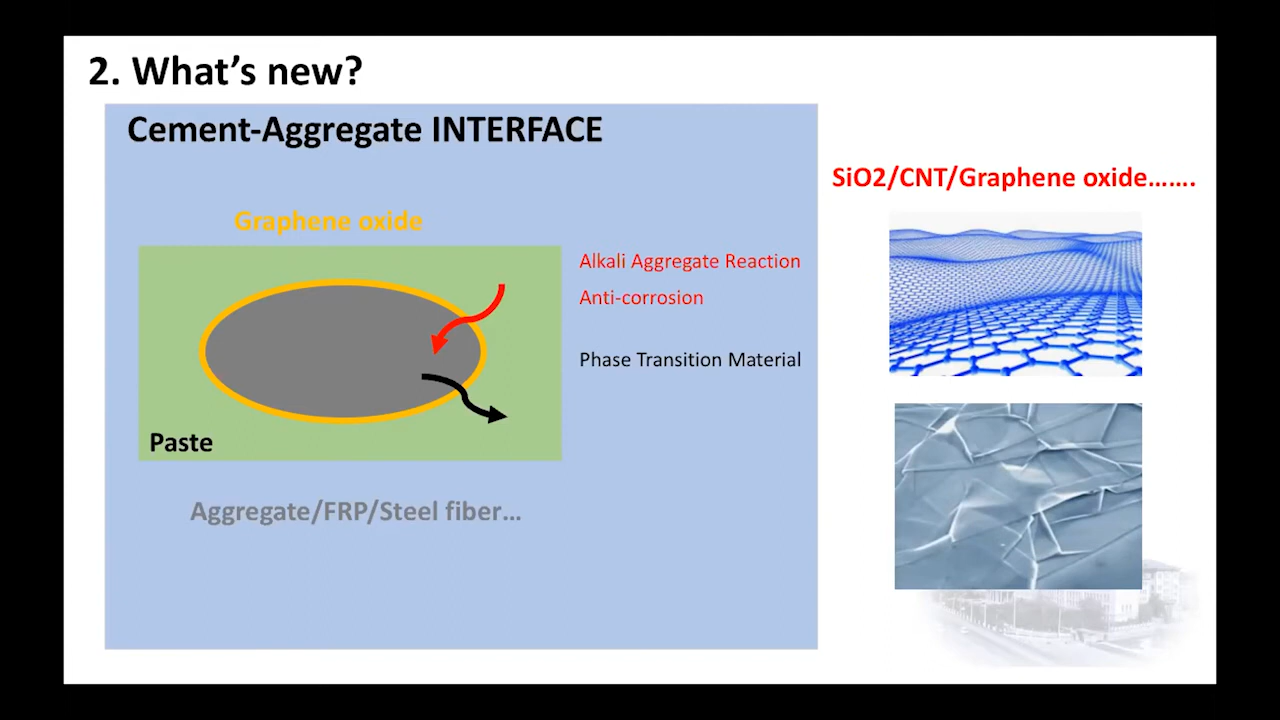 2. What's new?
Cement-Aggregate INTERFACE
SiO2/CNT/Graphene oxide…….
Graphene oxide
Alkali Aggregate Reaction
Anti-corrosion
Phase Transition Material
Paste
Aggregate/FRP/Steel fiber…